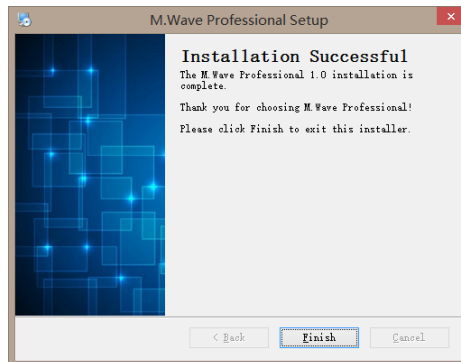 M.Wave Professional Setup
Installation Successful
The M.Wave Professional 1.0 installation is
complete.
Thank you for choosing M.Wave Professional!
Please click Finish to exit this installer.
< Back
Finish
Cancel